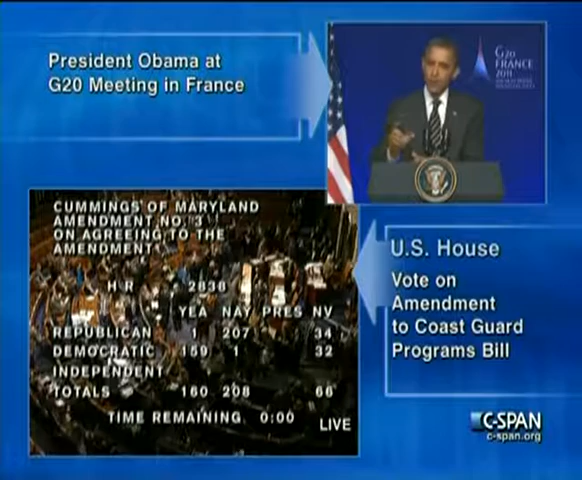 President Obama at
G20 Meeting in France
G20
FRANCE
2011
CUMMINGS OF MARYLAND
AMENDMENT NO. 3
ON AGREEING TO THE
AMENDMENT
H R 2838
YEA NAY PRES NV
REPUBLICAN 1 207 34
DEMOCRATIC 159 1 32
INDEPENDENT
TOTALS 160 208 66
TIME REMAINING 0:00
LIVE
U.S. House
Vote on
Amendment
to Coast Guard
Programs Bill
C-SPAN
c-span.org